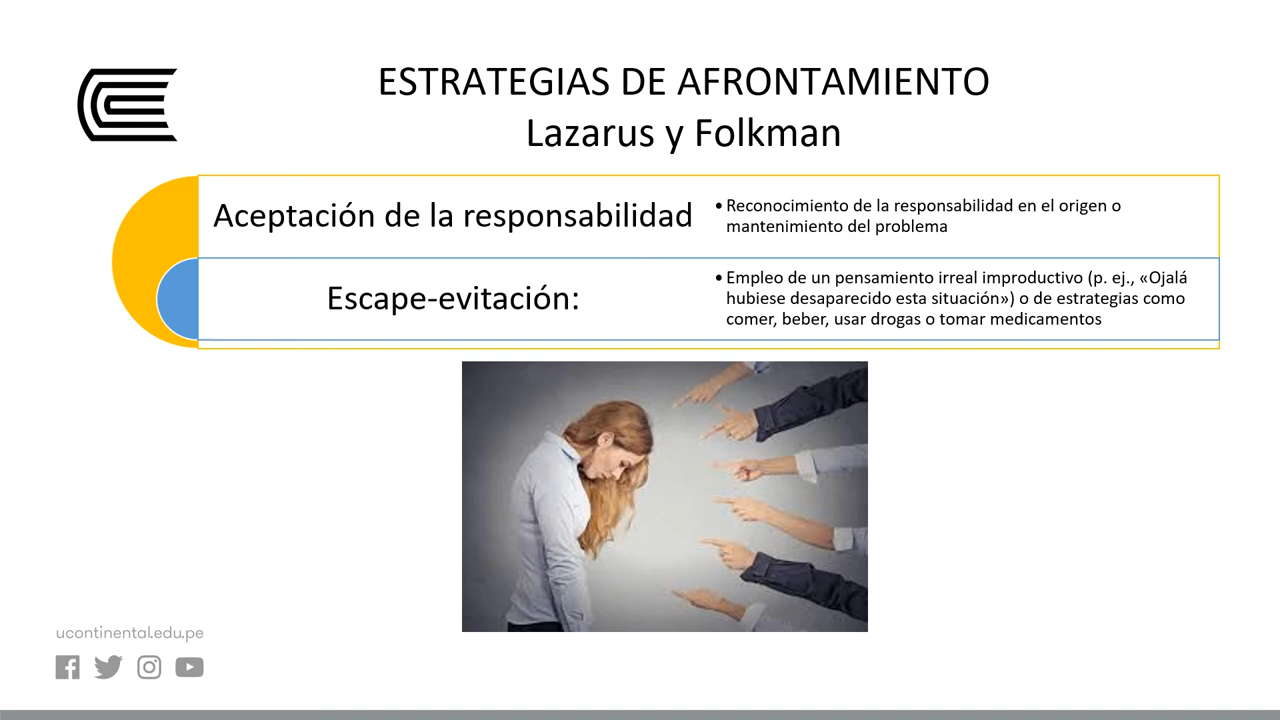 ESTRATEGIAS DE AFRONTAMIENTO
Lazarus y Folkman
Aceptación de la responsabilidad
• Reconocimiento de la responsabilidad en el origen o
mantenimiento del problema
Escape-evitación:
• Empleo de un pensamiento irreal improductivo (p. ej., «Ojalá
hubiese desaparecido esta situación») o de estrategias como
comer, beber, usar drogas o tomar medicamentos
ucontinental.edu.pe